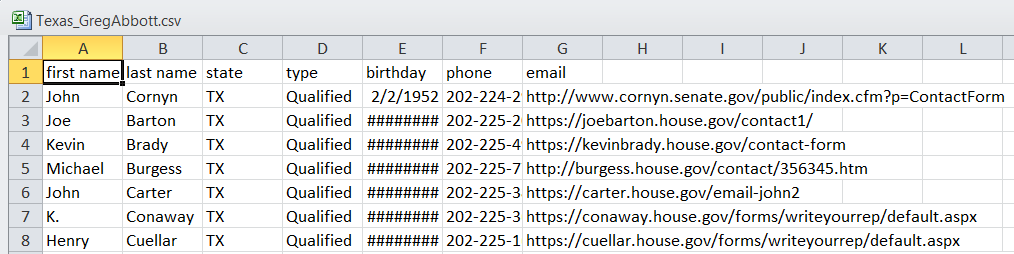 Texas_GregAbbott.csv
A B C D E F G H I J K L
1 first name last name state type birthday phone email
2 John Cornyn TX Qualified 2/2/1952 202-224-2 http://www.cornyn.senate.gov/public/index.cfm?p=ContactForm
3 Joe Barton TX Qualified ######## 202-225-2 https://joebarton.house.gov/contact1/
4 Kevin Brady TX Qualified ######## 202-225-4 https://kevinbrady.house.gov/contact-form
5 Michael Burgess TX Qualified ######## 202-225-7 http://burgess.house.gov/contact/356345.htm
6 John Carter TX Qualified ######## 202-225-3 https://carter.house.gov/email-john2
7 K. Conaway TX Qualified ######## 202-225-3 https://conaway.house.gov/forms/writeyourrep/default.aspx
8 Henry Cuellar TX Qualified ######## 202-225-1 https://cuellar.house.gov/forms/writeyourrep/default.aspx